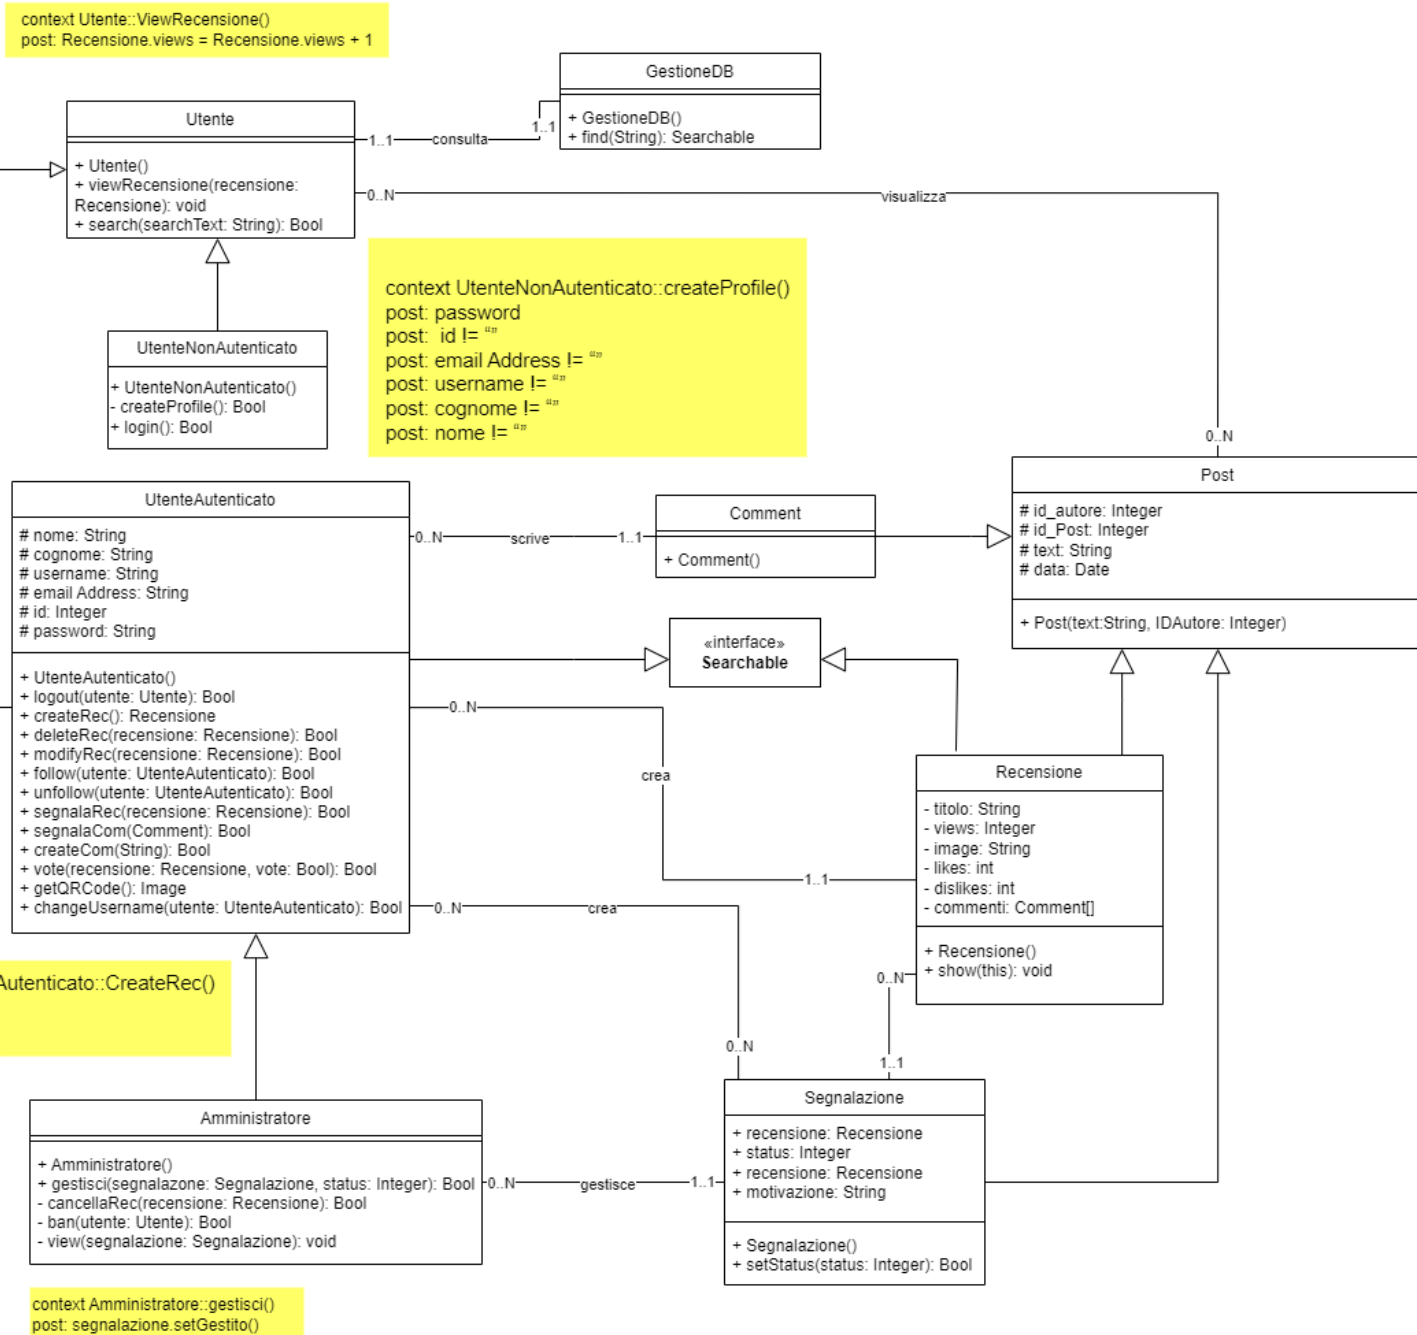 context Utente::ViewRecensione()
post: Recensione.views = Recensione.views + 1
GestioneDB
+ GestioneDB()
+ find(String): Searchable
Utente
+ Utente()
+ viewRecensione(recensione:
Recensione): void
+ search(searchText: String): Bool
1..1
consulta
1..1
0..N
visualizza
0..N
context UtenteNonAutenticato::createProfile()
post: password
post:  id != “”
post: email Address != “”
post: username != “”
post: cognome != “”
post: nome != “”
UtenteNonAutenticato
+ UtenteNonAutenticato()
- createProfile(): Bool
+ login(): Bool
Post
# id_autore: Integer
# id_Post: Integer
# text: String
# data: Date
+ Post(text:String, IDAutore: Integer)
UtenteAutenticato
# nome: String
# cognome: String
# username: String
# email Address: String
# id: Integer
# password: String
+ UtenteAutenticato()
+ logout(utente: Utente): Bool
+ createRec(): Recensione
+ deleteRec(recensione: Recensione): Bool
+ modifyRec(recensione: Recensione): Bool
+ follow(utente: UtenteAutenticato): Bool
+ unfollow(utente: UtenteAutenticato): Bool
+ segnalaRec(recensione: Recensione): Bool
+ segnalaCom(Comment): Bool
+ createCom(String): Bool
+ vote(recensione: Recensione, vote: Bool): Bool
+ getQRCode(): Image
+ changeUsername(utente: UtenteAutenticato): Bool
0..N
scrive
1..1
Comment
+ Comment()
«interface»
Searchable
0..N
crea
1..1
Recensione
- titolo: String
- views: Integer
- image: String
- likes: int
- dislikes: int
- commenti: Comment[]
+ Recensione()
+ show(this): void
0..N
crea
0..N
0..N
1..1
Autenticato::CreateRec()
Segnalazione
+ recensione: Recensione
+ status: Integer
+ recensione: Recensione
+ motivazione: String
+ Segnalazione()
+ setStatus(status: Integer): Bool
Amministratore
+ Amministratore()
+ gestisci(segnalazone: Segnalazione, status: Integer): Bool
- cancellaRec(recensione: Recensione): Bool
- ban(utente: Utente): Bool
- view(segnalazione: Segnalazione): void
0..N
gestisce
1..1
context Amministratore::gestisci()
post: segnalazione.setGestito()